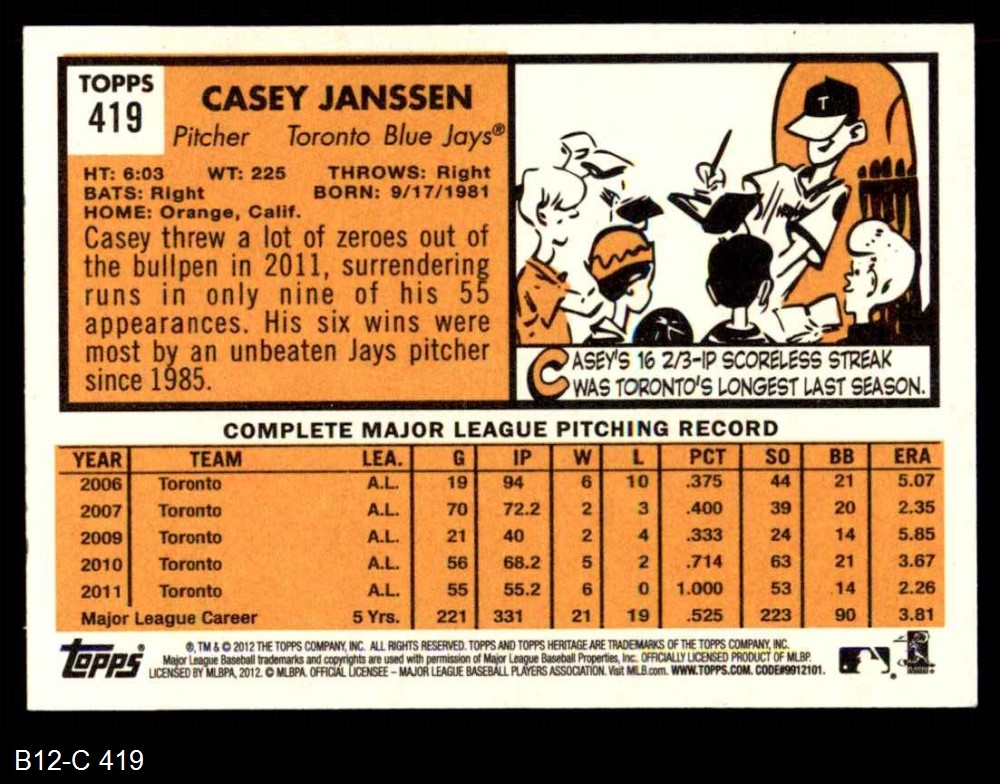 TOPPS
419
CASEY JANSSEN
Pitcher Toronto Blue Jays®
HT: 6:03 WT: 225 THROWS: Right
BATS: Right BORN: 9/17/1981
HOME: Orange, Calif.
Casey threw a lot of zeroes out of
the bullpen in 2011, surrendering
runs in only nine of his 55
appearances. His six wins were
most by an unbeaten Jays pitcher
since 1985.
T
CASEY'S 16 2/3-IP SCORELESS STREAK
WAS TORONTO'S LONGEST LAST SEASON.
COMPLETE MAJOR LEAGUE PITCHING RECORD
YEAR TEAM LEA. G IP W L PCT SO BB ERA
2006 Toronto A.L. 19 94 6 10 .375 44 21 5.07
2007 Toronto A.L. 70 72.2 2 3 .400 39 20 2.35
2009 Toronto A.L. 21 40 2 4 .333 24 14 5.85
2010 Toronto A.L. 56 68.2 5 2 .714 63 21 3.67
2011 Toronto A.L. 55 55.2 6 0 1.000 53 14 2.26
Major League Career 5 Yrs. 221 331 21 19 .525 223 90 3.81
topps®
®, TM & © 2012 THE TOPPS COMPANY, INC. ALL RIGHTS RESERVED. TOPPS AND TOPPS HERITAGE ARE TRADEMARKS OF THE TOPPS COMPANY, INC.
Major League Baseball trademarks and copyrights are used with permission of Major League Baseball Properties, Inc. OFFICIALLY LICENSED PRODUCT OF MLBP.
LICENSED BY MLBPA, 2012. © MLBPA. OFFICIAL LICENSEE – MAJOR LEAGUE BASEBALL PLAYERS ASSOCIATION. Visit MLB.com. WWW.TOPPS.COM. CODE#9912101.
B12-C 419